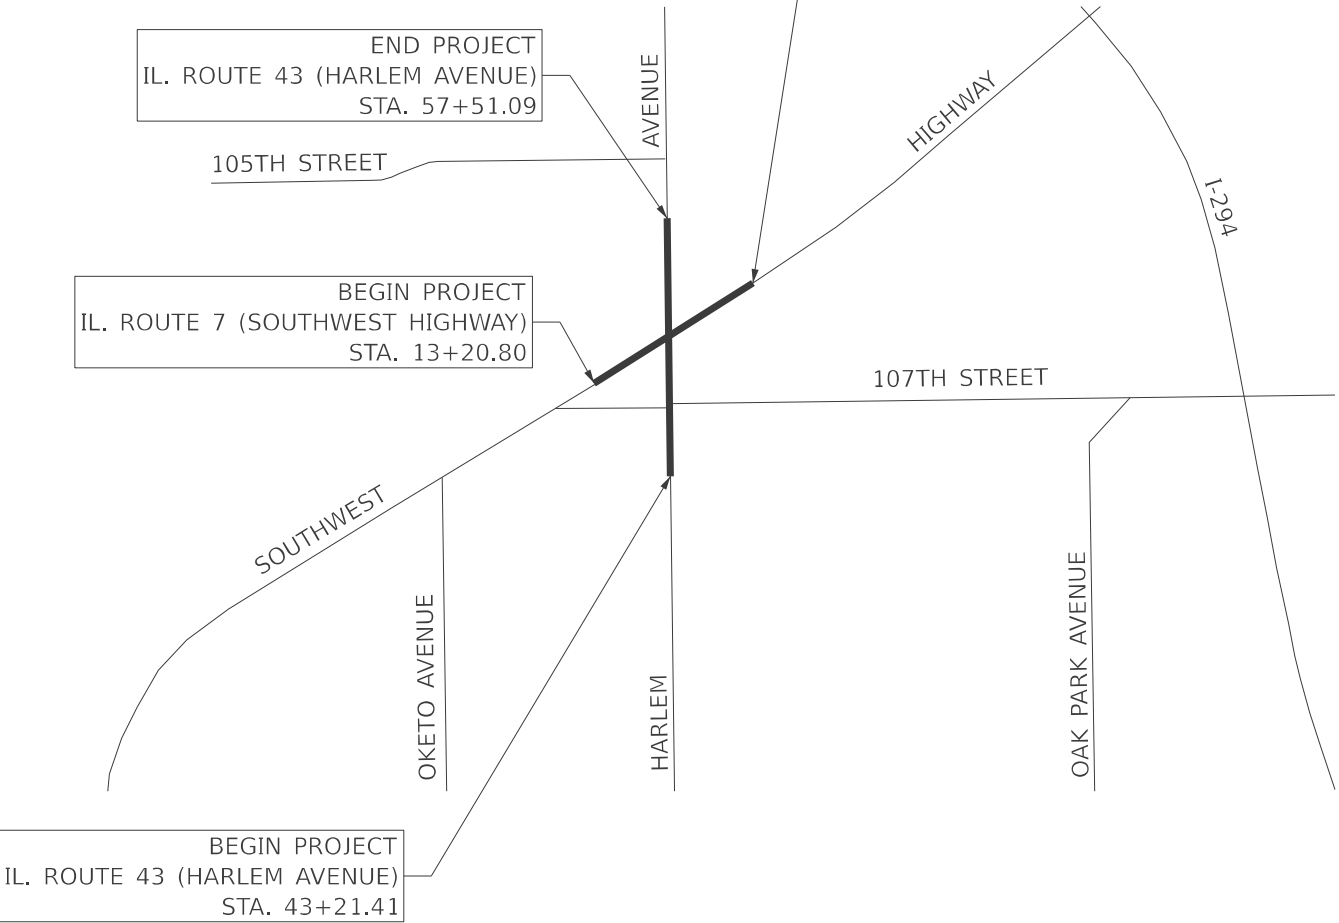 END PROJECT
IL. ROUTE 43 (HARLEM AVENUE)
STA. 57+51.09
AVENUE
HIGHWAY
105TH STREET
I-294
BEGIN PROJECT
IL. ROUTE 7 (SOUTHWEST HIGHWAY)
STA. 13+20.80
107TH STREET
SOUTHWEST
OKETO AVENUE
HARLEM
OAK PARK AVENUE
BEGIN PROJECT
IL. ROUTE 43 (HARLEM AVENUE)
STA. 43+21.41